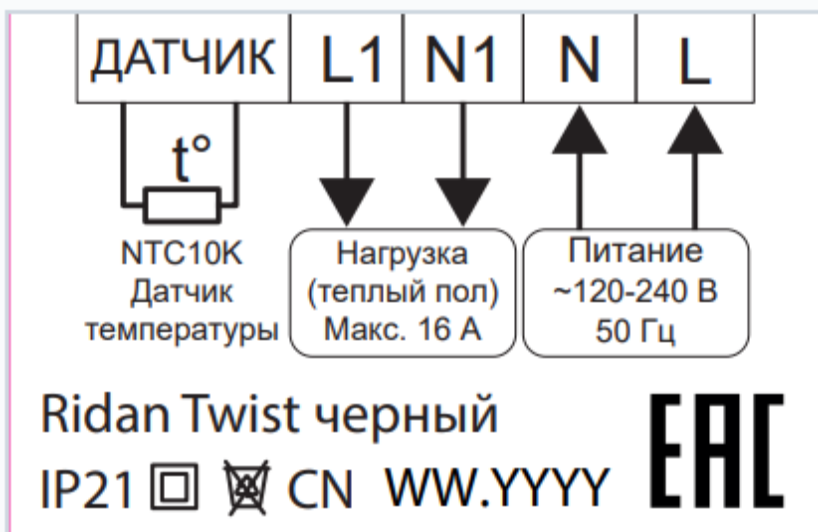 ДАТЧИК L1 N1 N L
t°
NTC10K
Датчик
температуры
Нагрузка
(теплый пол)
Макс. 16 А
Питание
~120-240 В
50 Гц
Ridan Twist черный
IP21 CN WW.YYYY
EAC